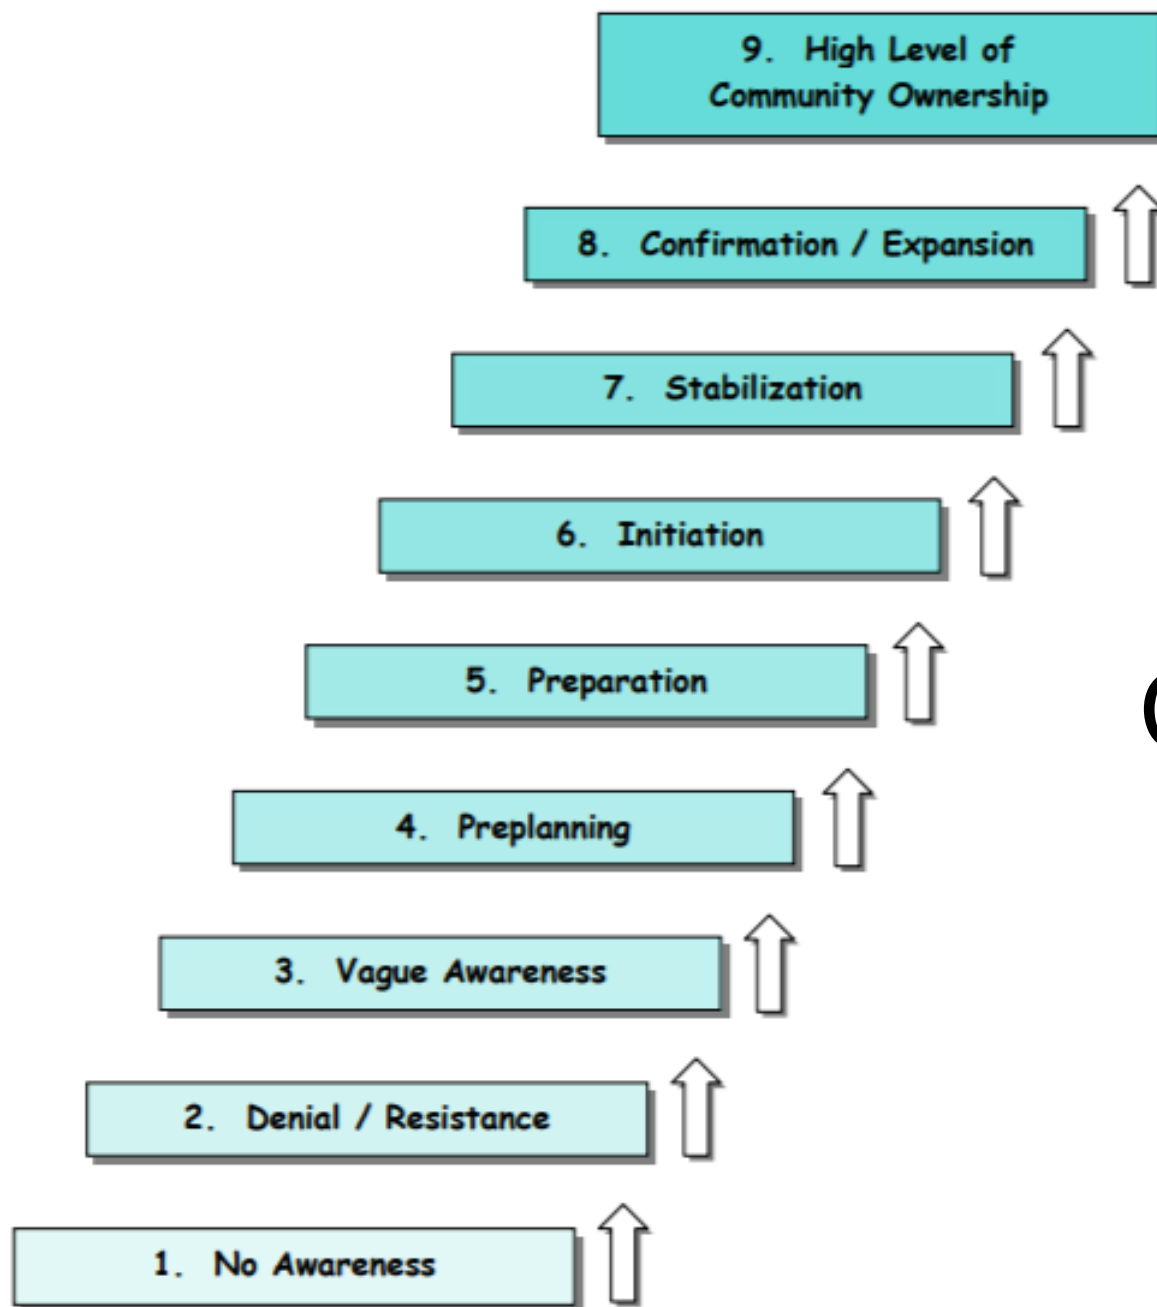 9. High Level of
Community Ownership
8. Confirmation / Expansion
7. Stabilization
6. Initiation
5. Preparation
4. Preplanning
3. Vague Awareness
2. Denial / Resistance
1. No Awareness